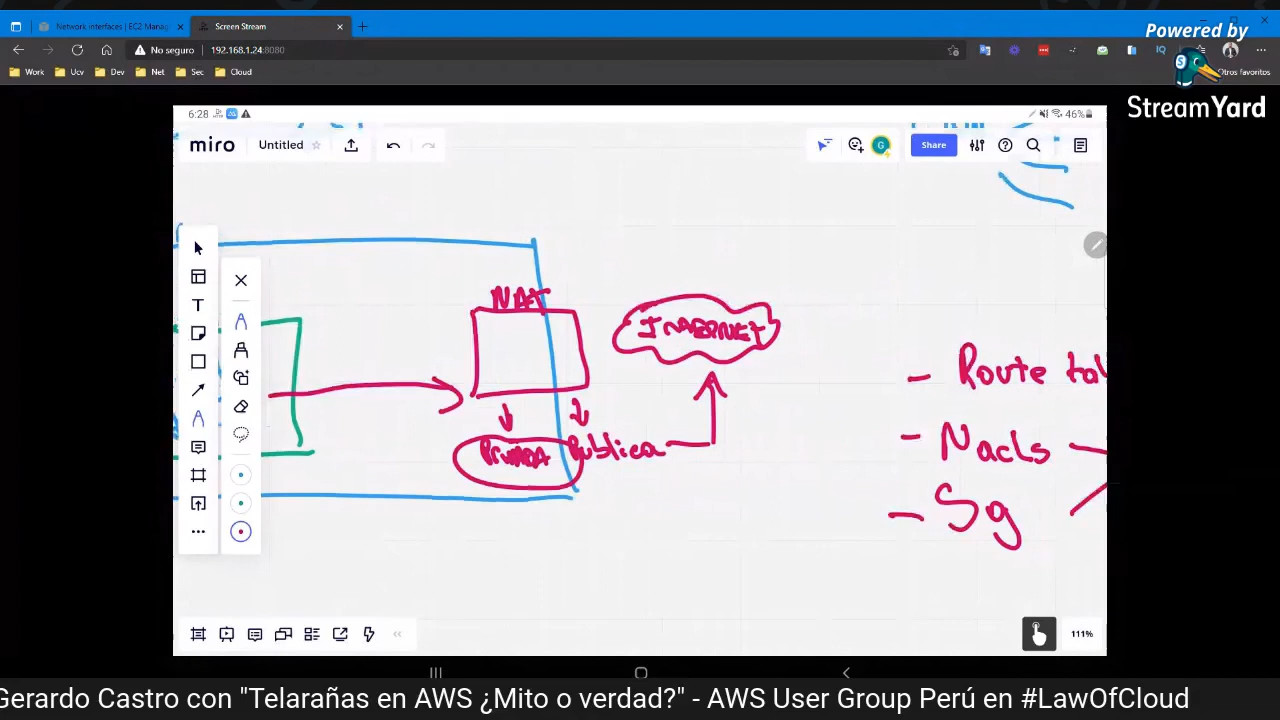 Network interfaces | EC2 Manag
Screen Stream
No seguro
192.168.1.24:8080
Work
Ucv
Dev
Net
Sec
Cloud
Otros favoritos
Powered by
StreamYard
6:28
46%
miro
Untitled
Share
NAT
INTERNET
Privada
Publica
- Route tab
- Nacls
- Sg
111%
Gerardo Castro con "Telarañas en AWS ¿Mito o verdad?" - AWS User Group Perú en #LawOfCloud